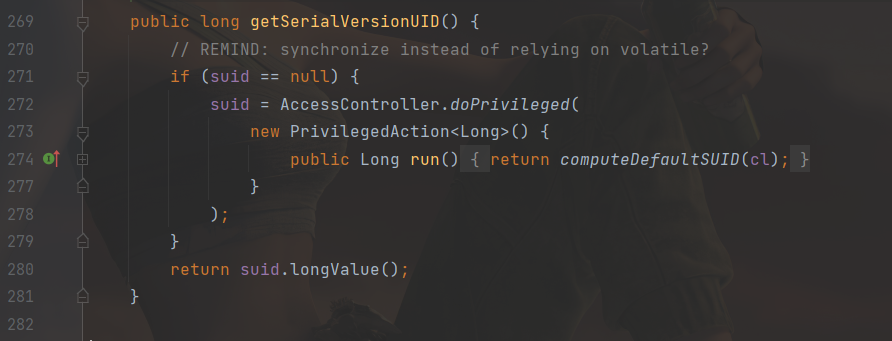 269 public long getSerialVersionUID() {
270 // REMIND: synchronize instead of relying on volatile?
271 if (suid == null) {
272 suid = AccessController.doPrivileged(
273 new PrivilegedAction<Long>() {
274 public Long run() { return computeDefaultSUID(cl); }
277 }
278 );
279 }
280 return suid.longValue();
281 }
282